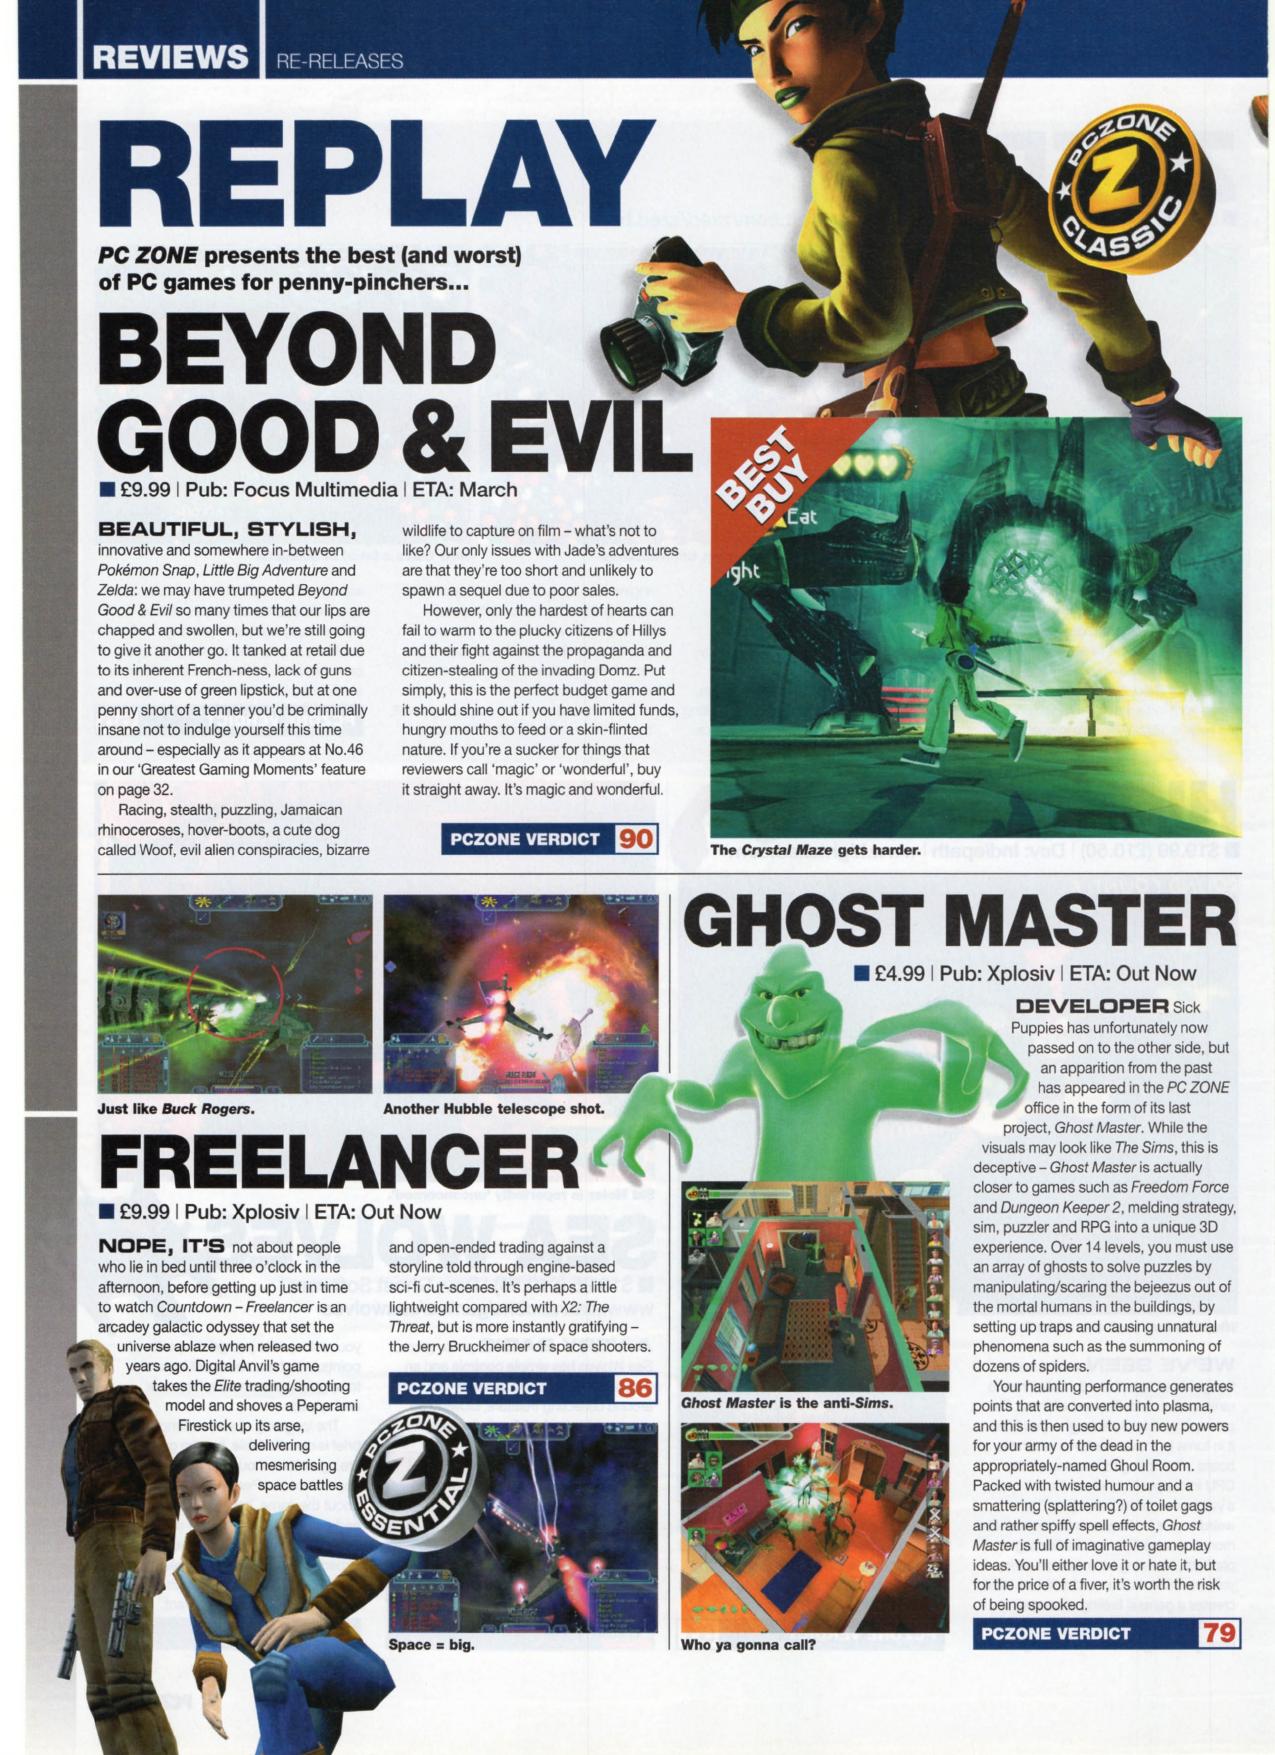 REVIEWS
RE-RELEASES
REPLAY
PC ZONE presents the best (and worst)
of PC games for penny-pinchers...
PCZONE
Z
CLASSIC
BEYOND
GOOD & EVIL
£9.99 | Pub: Focus Multimedia | ETA: March
BEAUTIFUL, STYLISH,
innovative and somewhere in-between
Pokémon Snap, Little Big Adventure and
Zelda: we may have trumpeted Beyond
Good & Evil so many times that our lips are
chapped and swollen, but we're still going
to give it another go. It tanked at retail due
to its inherent French-ness, lack of guns
and over-use of green lipstick, but at one
penny short of a tenner you'd be criminally
insane not to indulge yourself this time
around – especially as it appears at No.46
in our 'Greatest Gaming Moments' feature
on page 32.
Racing, stealth, puzzling, Jamaican
rhinoceroses, hover-boots, a cute dog
called Woof, evil alien conspiracies, bizarre
wildlife to capture on film – what's not to
like? Our only issues with Jade's adventures
are that they're too short and unlikely to
spawn a sequel due to poor sales.
However, only the hardest of hearts can
fail to warm to the plucky citizens of Hillys
and their fight against the propaganda and
citizen-stealing of the invading Domz. Put
simply, this is the perfect budget game and
it should shine out if you have limited funds,
hungry mouths to feed or a skin-flinted
nature. If you're a sucker for things that
reviewers call 'magic' or 'wonderful', buy
it straight away. It's magic and wonderful.
PCZONE VERDICT 90
BEST
BUY
Eat
ight
The Crystal Maze gets harder.
Just like Buck Rogers.
Another Hubble telescope shot.
FREELANCER
£9.99 | Pub: Xplosiv | ETA: Out Now
NOPE, IT'S not about people
who lie in bed until three o'clock in the
afternoon, before getting up just in time
to watch Countdown – Freelancer is an
arcadey galactic odyssey that set the
universe ablaze when released two
years ago. Digital Anvil's game
takes the Elite trading/shooting
model and shoves a Peperami
Firestick up its arse,
delivering
mesmerising
space battles
and open-ended trading against a
storyline told through engine-based
sci-fi cut-scenes. It's perhaps a little
lightweight compared with X2: The
Threat, but is more instantly gratifying –
the Jerry Bruckheimer of space shooters.
PCZONE VERDICT 86
PCZONE
Z
ESSENTIAL
Space = big.
GHOST MASTER
£4.99 | Pub: Xplosiv | ETA: Out Now
DEVELOPER Sick
Puppies has unfortunately now
passed on to the other side, but
an apparition from the past
has appeared in the PC ZONE
office in the form of its last
project, Ghost Master. While the
visuals may look like The Sims, this is
deceptive – Ghost Master is actually
closer to games such as Freedom Force
and Dungeon Keeper 2, melding strategy,
sim, puzzler and RPG into a unique 3D
experience. Over 14 levels, you must use
an array of ghosts to solve puzzles by
manipulating/scaring the bejeezus out of
the mortal humans in the buildings, by
setting up traps and causing unnatural
phenomena such as the summoning of
dozens of spiders.
Your haunting performance generates
points that are converted into plasma,
and this is then used to buy new powers
for your army of the dead in the
appropriately-named Ghoul Room.
Packed with twisted humour and a
smattering (splattering?) of toilet gags
and rather spiffy spell effects, Ghost
Master is full of imaginative gameplay
ideas. You'll either love it or hate it, but
for the price of a fiver, it's worth the risk
of being spooked.
PCZONE VERDICT 79
Ghost Master is the anti-Sims.
Who ya gonna call?